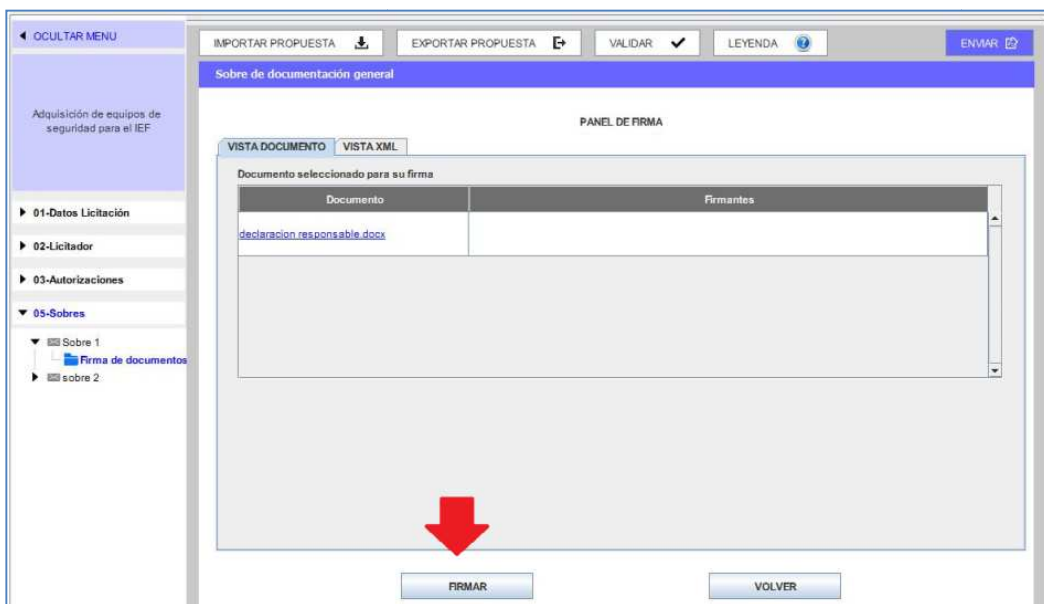 OCULTAR MENU
Adquisición de equipos de
seguridad para el IEF
01-Datos Licitación
02-Licitador
03-Autorizaciones
05-Sobres
Sobre 1
Firma de documentos
sobre 2
IMPORTAR PROPUESTA
EXPORTAR PROPUESTA
VALIDAR
LEYENDA
ENVIAR
Sobre de documentación general
PANEL DE FIRMA
VISTA DOCUMENTO
VISTA XML
Documento seleccionado para su firma
Documento
Firmantes
declaracion responsable.docx
FIRMAR
VOLVER